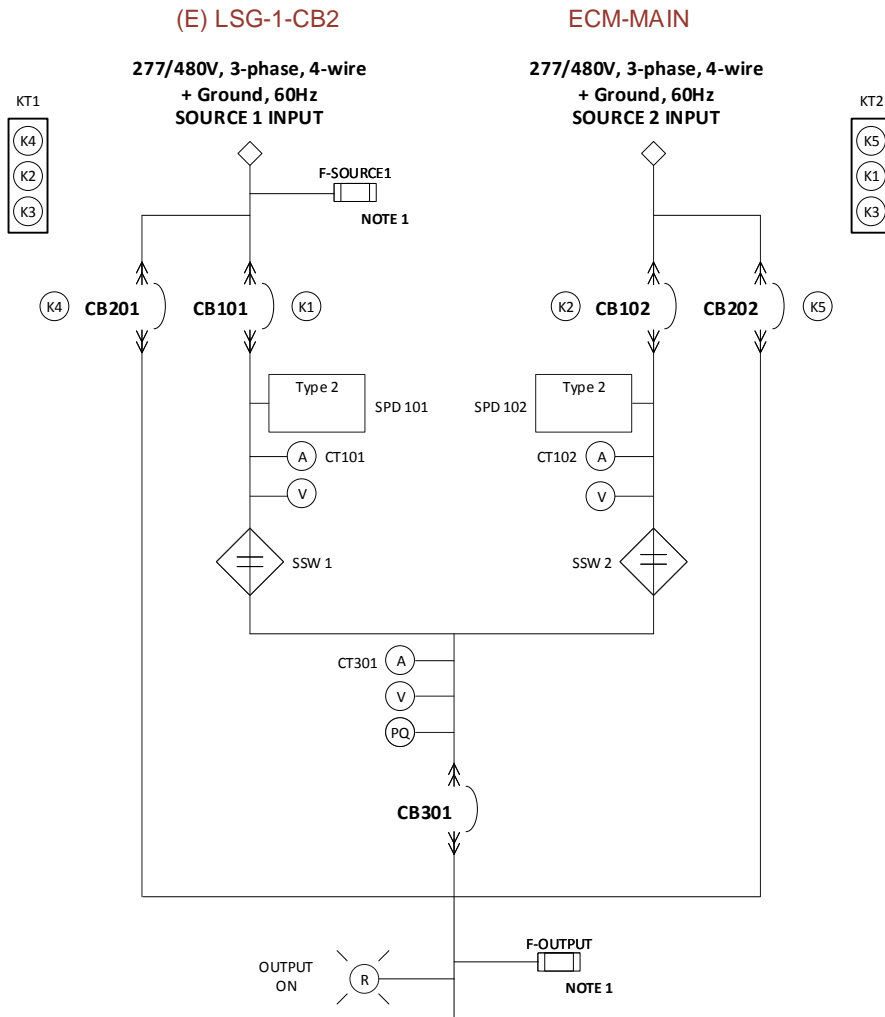 (E) LSG-1-CB2
ECM-MAIN
277/480V, 3-phase, 4-wire
+ Ground, 60Hz
SOURCE 1 INPUT
277/480V, 3-phase, 4-wire
+ Ground, 60Hz
SOURCE 2 INPUT
KT1
K4
K2
K3
KT2
K5
K1
K3
F-SOURCE1
NOTE 1
K4
CB201
CB101
K1
K2
CB102
CB202
K5
Type 2
SPD 101
SPD 102
Type 2
A
CT101
V
CT102
A
V
SSW 1
SSW 2
CT301
A
V
PQ
CB301
F-OUTPUT
NOTE 1
OUTPUT
ON
R